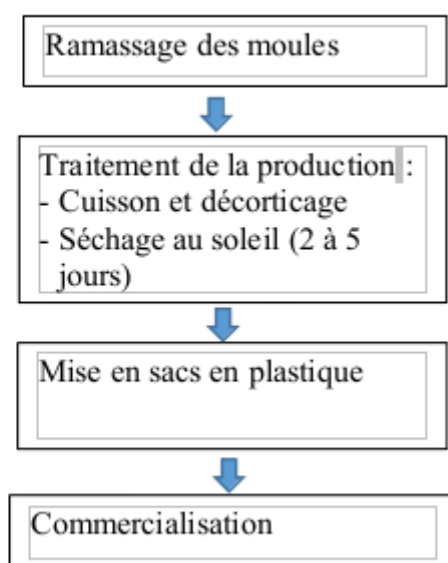 Ramassage des moules
Traitement de la production :
- Cuisson et décorticage
- Séchage au soleil (2 à 5
jours)
Mise en sacs en plastique
Commercialisation